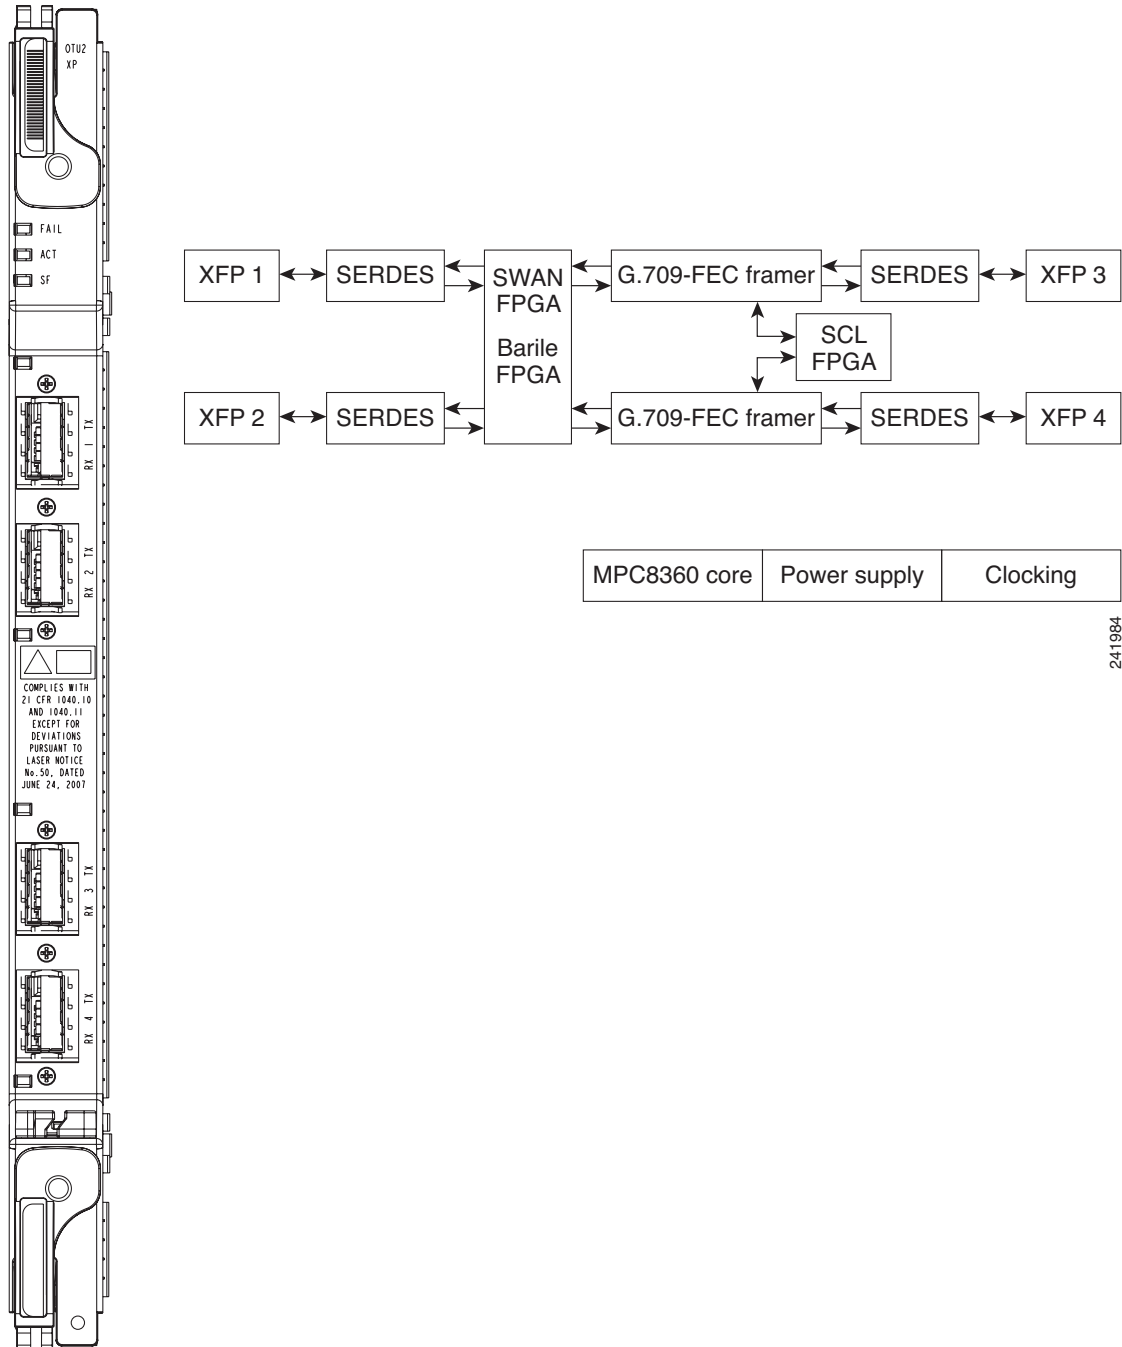 OTU2
XP
FAIL
ACT
SF
TX
1
RX
TX
2
RX
COMPLIES WITH
21 CFR 1040.10
AND 1040.11
EXCEPT FOR
DEVIATIONS
PURSUANT TO
LASER NOTICE
No.50, DATED
JUNE 24, 2007
TX
3
RX
TX
4
RX
XFP 1
SERDES
SWAN
FPGA
Barile
FPGA
G.709-FEC framer
SERDES
XFP 3
SCL
FPGA
XFP 2
SERDES
G.709-FEC framer
SERDES
XFP 4
MPC8360 core
Power supply
Clocking
241984